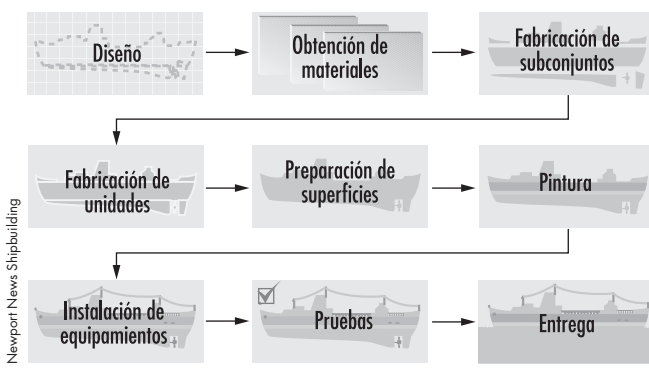 Diseño
Obtención de
materiales
Fabricación de
subconjuntos
Fabricación de
unidades
Preparación de
superficies
Pintura
Instalación de
equipamientos
Pruebas
Entrega
Newport News Shipbuilding